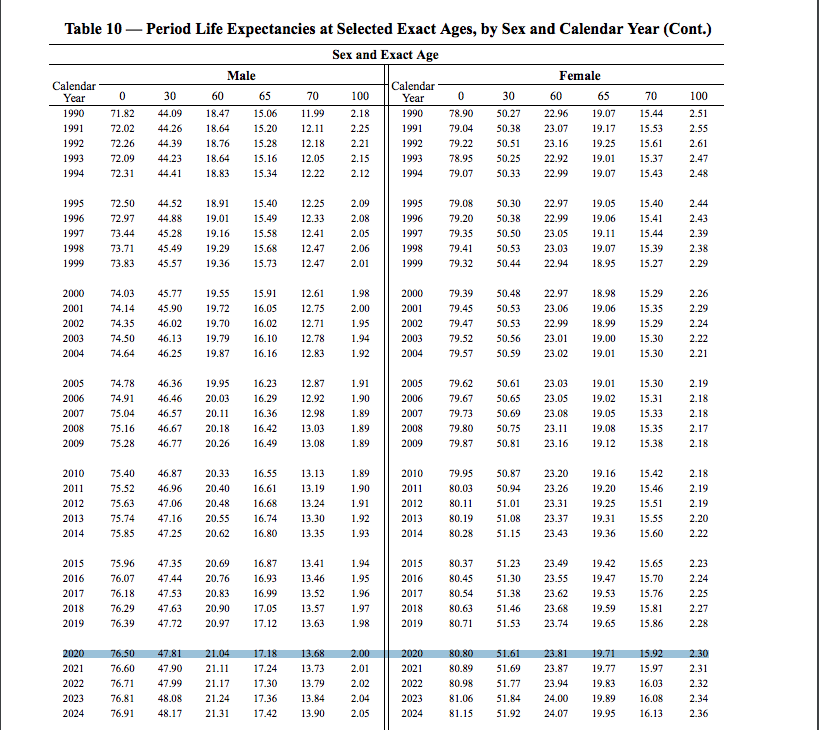 Table 10 — Period Life Expectancies at Selected Exact Ages, by Sex and Calendar Year (Cont.)
Sex and Exact Age
Male Female
Calendar Year 0 30 60 65 70 100 Calendar Year 0 30 60 65 70 100
1990 71.82 44.09 18.47 15.06 11.99 2.18 1990 78.90 50.27 22.96 19.07 15.44 2.51
1991 72.02 44.26 18.64 15.20 12.11 2.25 1991 79.04 50.38 23.07 19.17 15.53 2.55
1992 72.26 44.39 18.76 15.28 12.18 2.21 1992 79.22 50.51 23.16 19.25 15.61 2.61
1993 72.09 44.23 18.64 15.16 12.05 2.15 1993 78.95 50.25 22.92 19.01 15.37 2.47
1994 72.31 44.41 18.83 15.34 12.22 2.12 1994 79.07 50.33 22.99 19.07 15.43 2.48
1995 72.50 44.52 18.91 15.40 12.25 2.09 1995 79.08 50.30 22.97 19.05 15.40 2.44
1996 72.97 44.88 19.01 15.49 12.33 2.08 1996 79.20 50.38 22.99 19.06 15.41 2.43
1997 73.44 45.28 19.16 15.58 12.41 2.05 1997 79.35 50.50 23.05 19.11 15.44 2.39
1998 73.71 45.49 19.29 15.68 12.47 2.06 1998 79.41 50.53 23.03 19.07 15.39 2.38
1999 73.83 45.57 19.36 15.73 12.47 2.01 1999 79.32 50.44 22.94 18.95 15.27 2.29
2000 74.03 45.77 19.55 15.91 12.61 1.98 2000 79.39 50.48 22.97 18.98 15.29 2.26
2001 74.14 45.90 19.72 16.05 12.75 2.00 2001 79.45 50.53 23.06 19.06 15.35 2.29
2002 74.35 46.02 19.70 16.02 12.71 1.95 2002 79.47 50.53 22.99 18.99 15.29 2.24
2003 74.50 46.13 19.79 16.10 12.78 1.94 2003 79.52 50.56 23.01 19.00 15.30 2.22
2004 74.64 46.25 19.87 16.16 12.83 1.92 2004 79.57 50.59 23.02 19.01 15.30 2.21
2005 74.78 46.36 19.95 16.23 12.87 1.91 2005 79.62 50.61 23.03 19.01 15.30 2.19
2006 74.91 46.46 20.03 16.29 12.92 1.90 2006 79.67 50.65 23.05 19.02 15.31 2.18
2007 75.04 46.57 20.11 16.36 12.98 1.89 2007 79.73 50.69 23.08 19.05 15.33 2.18
2008 75.16 46.67 20.18 16.42 13.03 1.89 2008 79.80 50.75 23.11 19.08 15.35 2.17
2009 75.28 46.77 20.26 16.49 13.08 1.89 2009 79.87 50.81 23.16 19.12 15.38 2.18
2010 75.40 46.87 20.33 16.55 13.13 1.89 2010 79.95 50.87 23.20 19.16 15.42 2.18
2011 75.52 46.96 20.40 16.61 13.19 1.90 2011 80.03 50.94 23.26 19.20 15.46 2.19
2012 75.63 47.06 20.48 16.68 13.24 1.91 2012 80.11 51.01 23.31 19.25 15.51 2.19
2013 75.74 47.16 20.55 16.74 13.30 1.92 2013 80.19 51.08 23.37 19.31 15.55 2.20
2014 75.85 47.25 20.62 16.80 13.35 1.93 2014 80.28 51.15 23.43 19.36 15.60 2.22
2015 75.96 47.35 20.69 16.87 13.41 1.94 2015 80.37 51.23 23.49 19.42 15.65 2.23
2016 76.07 47.44 20.76 16.93 13.46 1.95 2016 80.45 51.30 23.55 19.47 15.70 2.24
2017 76.18 47.53 20.83 16.99 13.52 1.96 2017 80.54 51.38 23.62 19.53 15.76 2.25
2018 76.29 47.63 20.90 17.05 13.57 1.97 2018 80.63 51.46 23.68 19.59 15.81 2.27
2019 76.39 47.72 20.97 17.12 13.63 1.98 2019 80.71 51.53 23.74 19.65 15.86 2.28
2020 76.50 47.81 21.04 17.18 13.68 2.00 2020 80.80 51.61 23.81 19.71 15.92 2.30
2021 76.60 47.90 21.11 17.24 13.73 2.01 2021 80.89 51.69 23.87 19.77 15.97 2.31
2022 76.71 47.99 21.17 17.30 13.79 2.02 2022 80.98 51.77 23.94 19.83 16.03 2.32
2023 76.81 48.08 21.24 17.36 13.84 2.04 2023 81.06 51.84 24.00 19.89 16.08 2.34
2024 76.91 48.17 21.31 17.42 13.90 2.05 2024 81.15 51.92 24.07 19.95 16.13 2.36